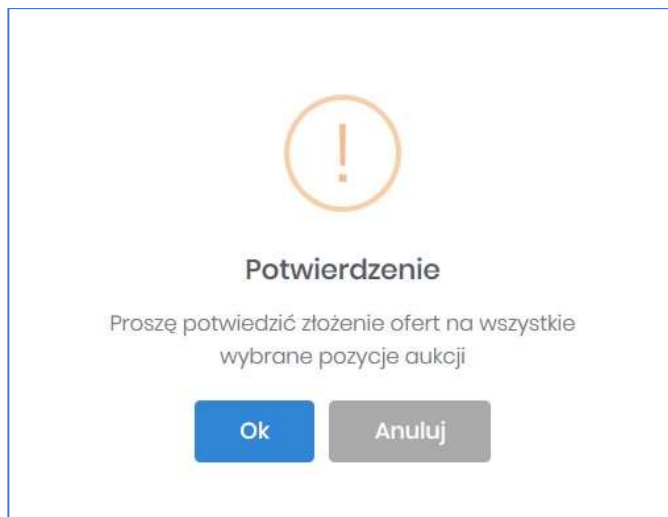 Potwierdzenie
Proszę potwiedzić złożenie ofert na wszystkie
wybrane pozycje aukcji
Ok
Anuluj